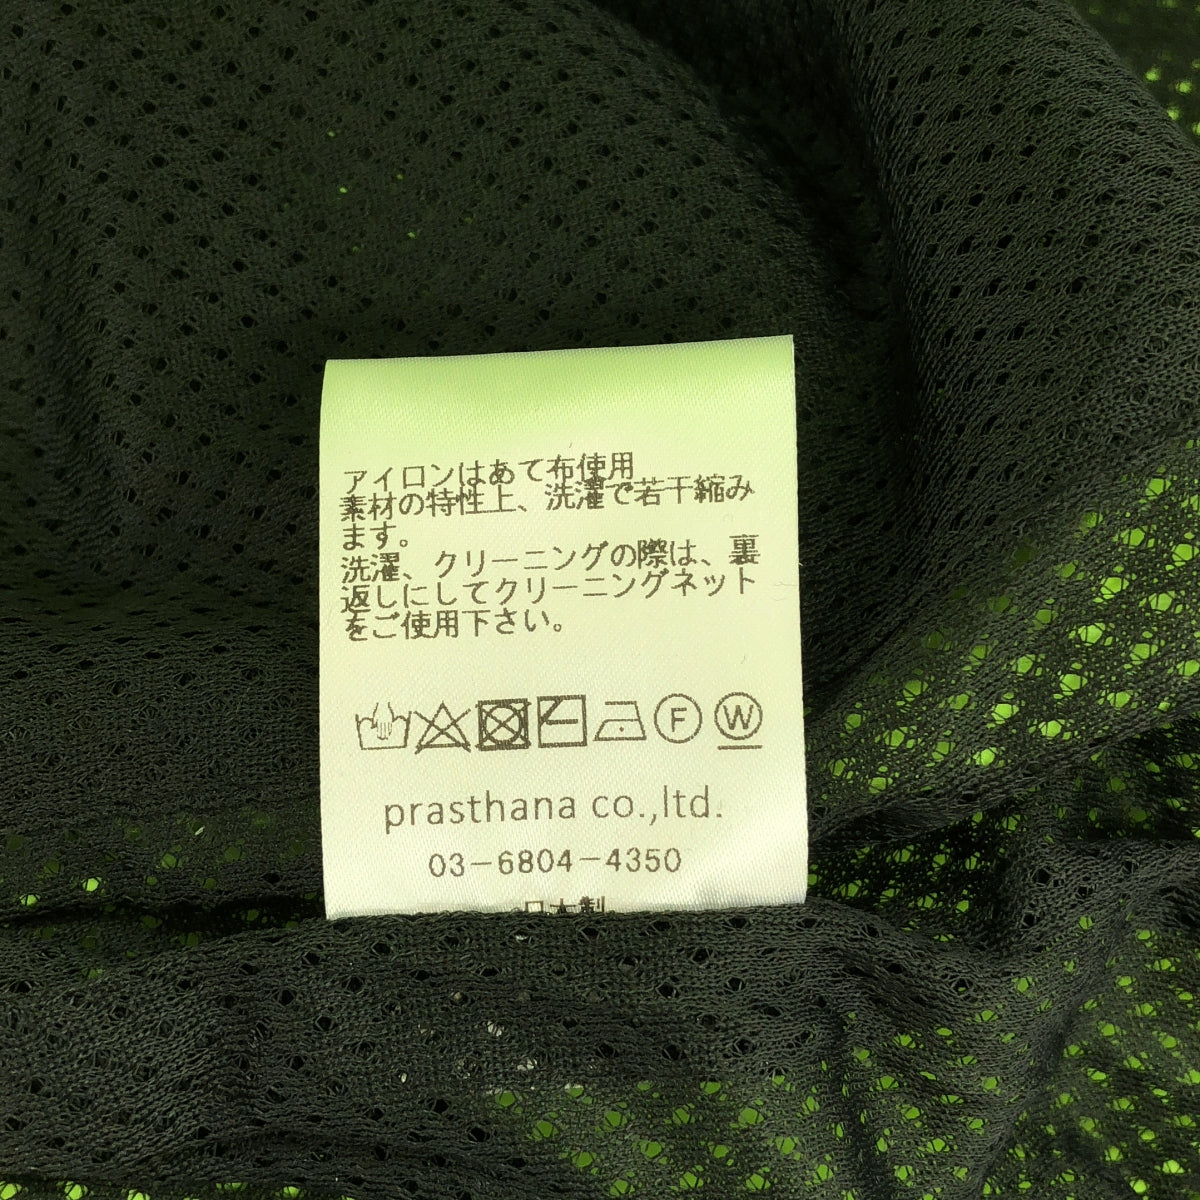 アイロンはあて布使用
素材の特性上、洗濯で若干縮み
ます。
洗濯、クリーニングの際は、裏
返しにしてクリーニングネット
をご使用下さい。
F W
prasthana co.,ltd.
03-6804-4350
日本製